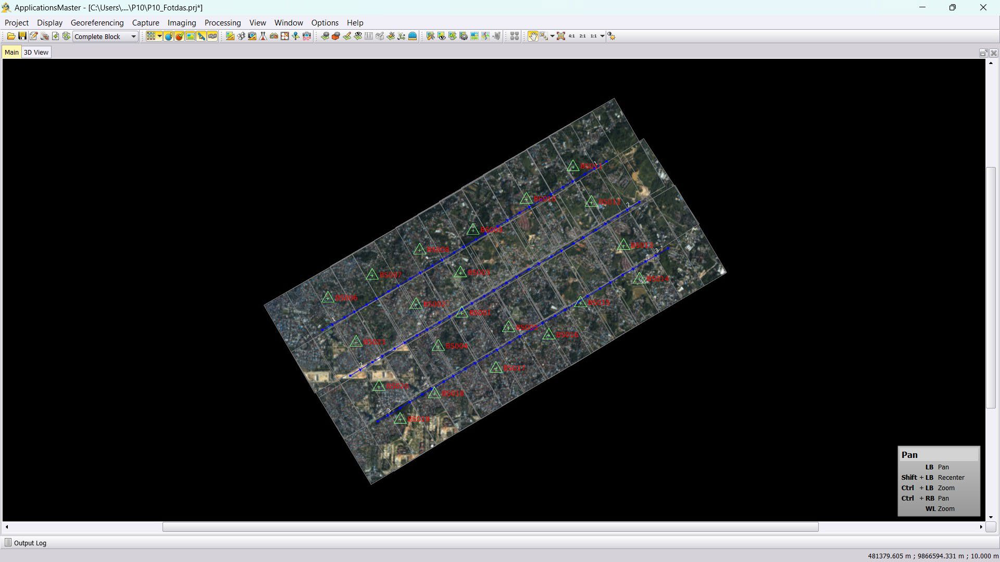 ApplicationsMaster - [C:\Users\....\P10\P10_Fotdas.prj*]
Project Display Georeferencing Capture Imaging Processing View Window Options Help
Complete Block
4:1 2:1 1:1
Main 3D View
1
BS010
BS012
2
BS008
BS013
3
BS007
BS003
BS014
BS006
BS002
BS015
BS001
1
BS005
BS016
BS021
BS004
2
BS017
BS020
BS018
3
BS019
Pan
LB Pan
Shift + LB Recenter
Ctrl + LB Zoom
Ctrl + RB Pan
WL Zoom
Output Log
481379.605 m ; 9866594.331 m ; 10.000 m